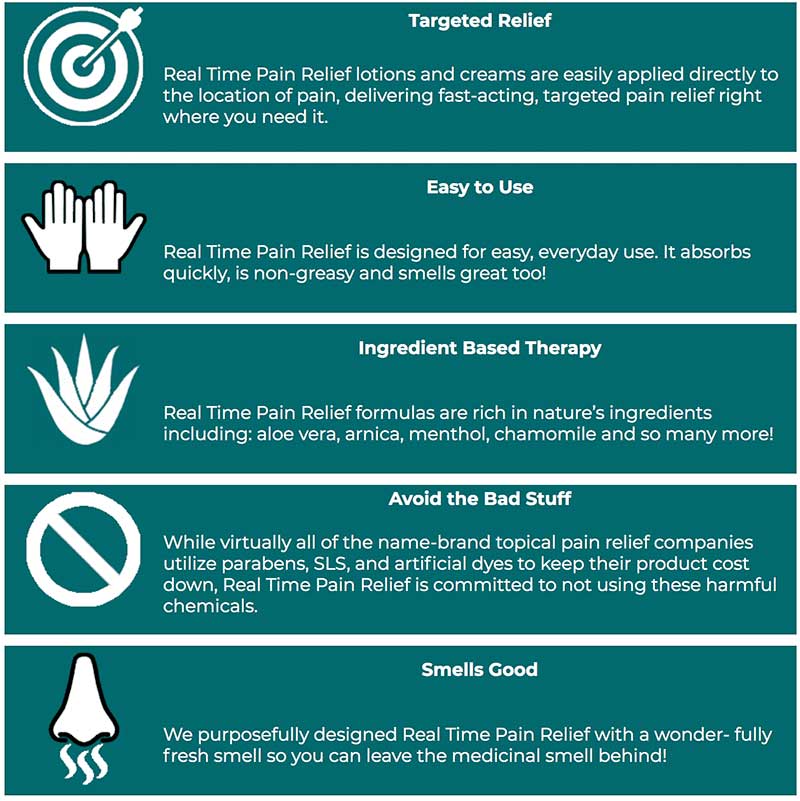 Targeted Relief
Real Time Pain Relief lotions and creams are easily applied directly to
the location of pain, delivering fast-acting, targeted pain relief right
where you need it.
Easy to Use
Real Time Pain Relief is designed for easy, everyday use. It absorbs
quickly, is non-greasy and smells great too!
Ingredient Based Therapy
Real Time Pain Relief formulas are rich in nature’s ingredients
including: aloe vera, arnica, menthol, chamomile and so many more!
Avoid the Bad Stuff
While virtually all of the name-brand topical pain relief companies
utilize parabens, SLS, and artificial dyes to keep their product cost
down, Real Time Pain Relief is committed to not using these harmful
chemicals.
Smells Good
We purposefully designed Real Time Pain Relief with a wonder- fully
fresh smell so you can leave the medicinal smell behind!